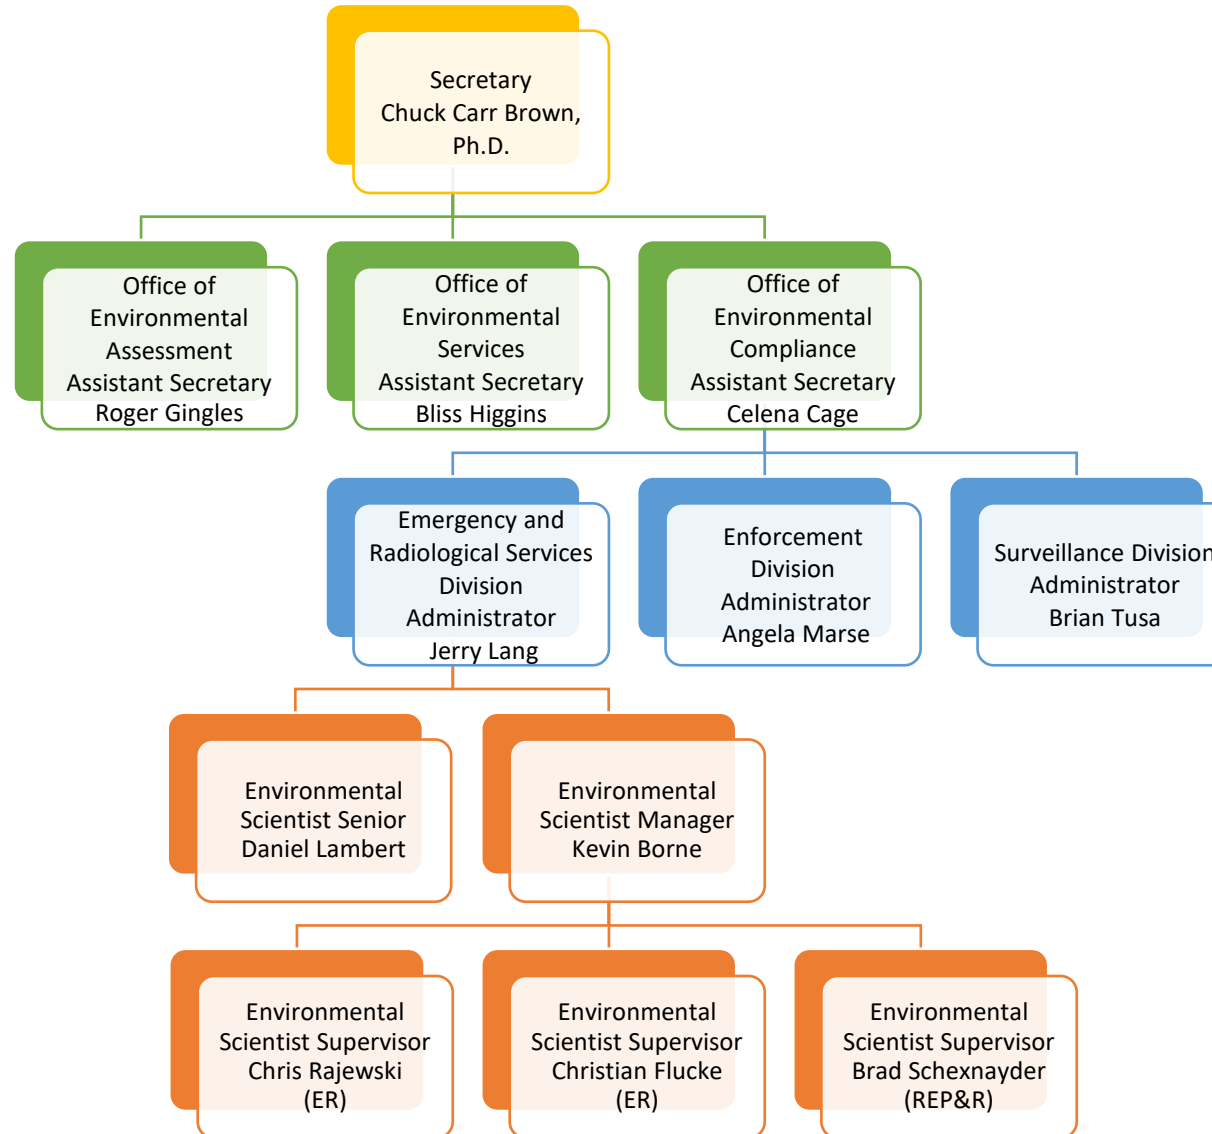 Secretary
Chuck Carr Brown,
Ph.D.
Office of
Environmental
Assessment
Assistant Secretary
Roger Gingles
Office of
Environmental
Services
Assistant Secretary
Bliss Higgins
Office of
Environmental
Compliance
Assistant Secretary
Celena Cage
Emergency and
Radiological Services
Division
Administrator
Jerry Lang
Enforcement
Division
Administrator
Angela Marse
Surveillance Division
Administrator
Brian Tusa
Environmental
Scientist Senior
Daniel Lambert
Environmental
Scientist Manager
Kevin Borne
Environmental
Scientist Supervisor
Chris Rajewski
(ER)
Environmental
Scientist Supervisor
Christian Flucke
(ER)
Environmental
Scientist Supervisor
Brad Schexnayder
(REP&R)